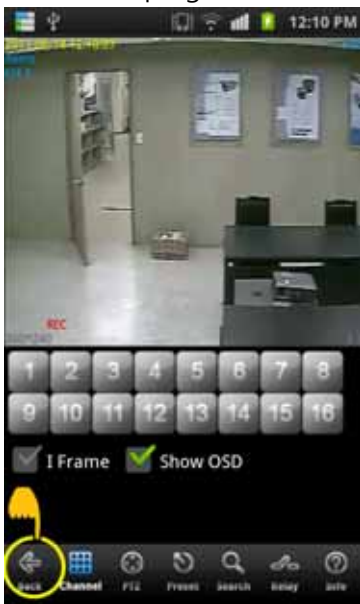 12:10 PM
REC
1 2 3 4 5 6 7 8
9 10 11 12 13 14 15 16
I Frame Show OSD
Back Channel PTZ Preset Search Relay Info